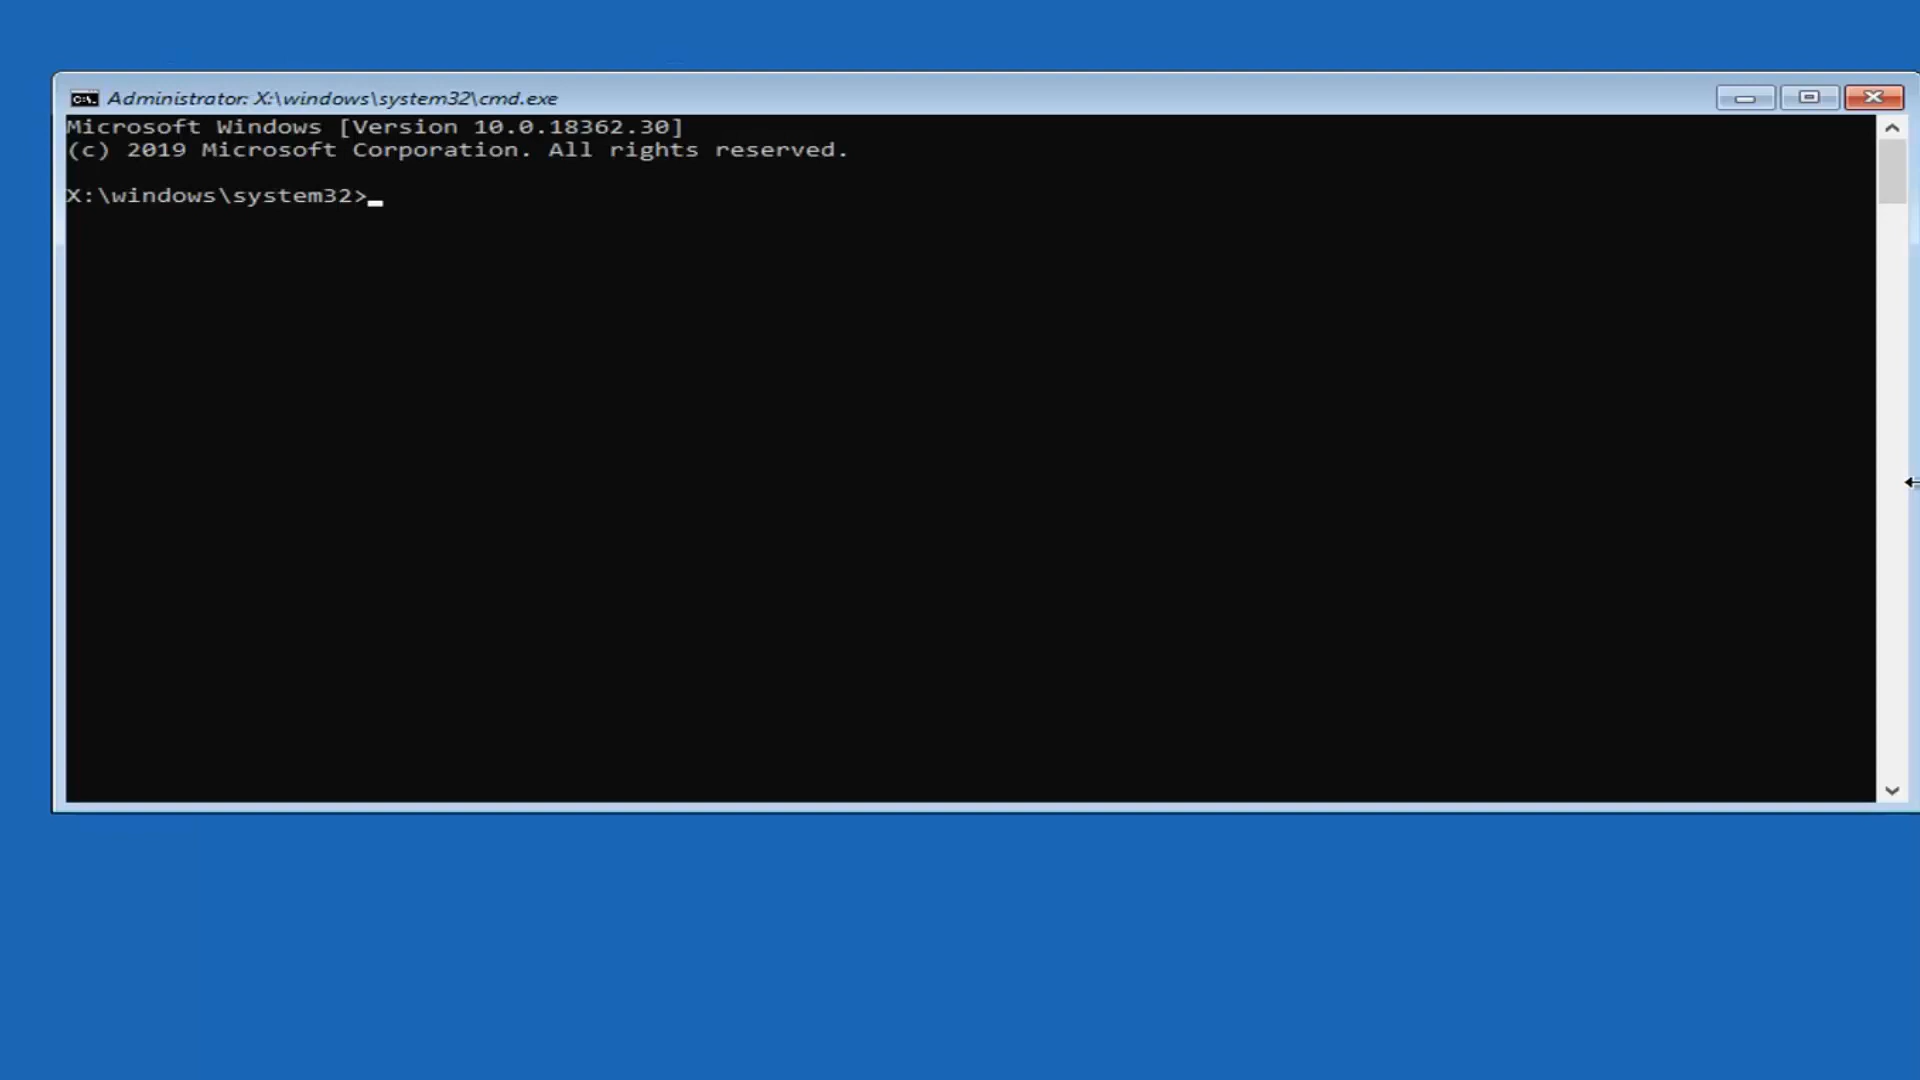 Administrator: X:\windows\system32\cmd.exe
Microsoft Windows [Version 10.0.18362.30]
(c) 2019 Microsoft Corporation. All rights reserved.
X:\windows\system32>